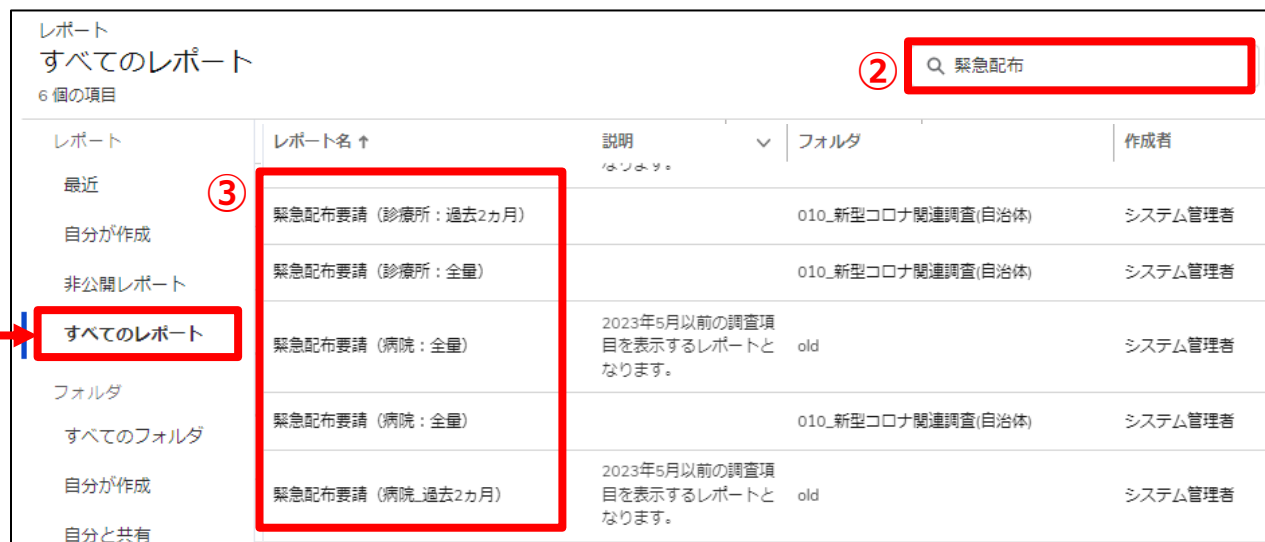 レポート
すべてのレポート
6 個の項目
② 緊急配布
レポート
最近
自分が作成
非公開レポート
すべてのレポート
フォルダ
すべてのフォルダ
自分が作成
自分と共有
③
レポート名 ↑ 説明 フォルダ 作成者
なります。
緊急配布要請（診療所：過去2ヵ月） 010_新型コロナ関連調査(自治体) システム管理者
緊急配布要請（診療所：全量） 010_新型コロナ関連調査(自治体) システム管理者
緊急配布要請（病院：全量） 2023年5月以前の調査項 old システム管理者
目を表示するレポートと
なります。
緊急配布要請（病院：全量） 010_新型コロナ関連調査(自治体) システム管理者
緊急配布要請（病院_過去2ヵ月） 2023年5月以前の調査項 old システム管理者
目を表示するレポートと
なります。